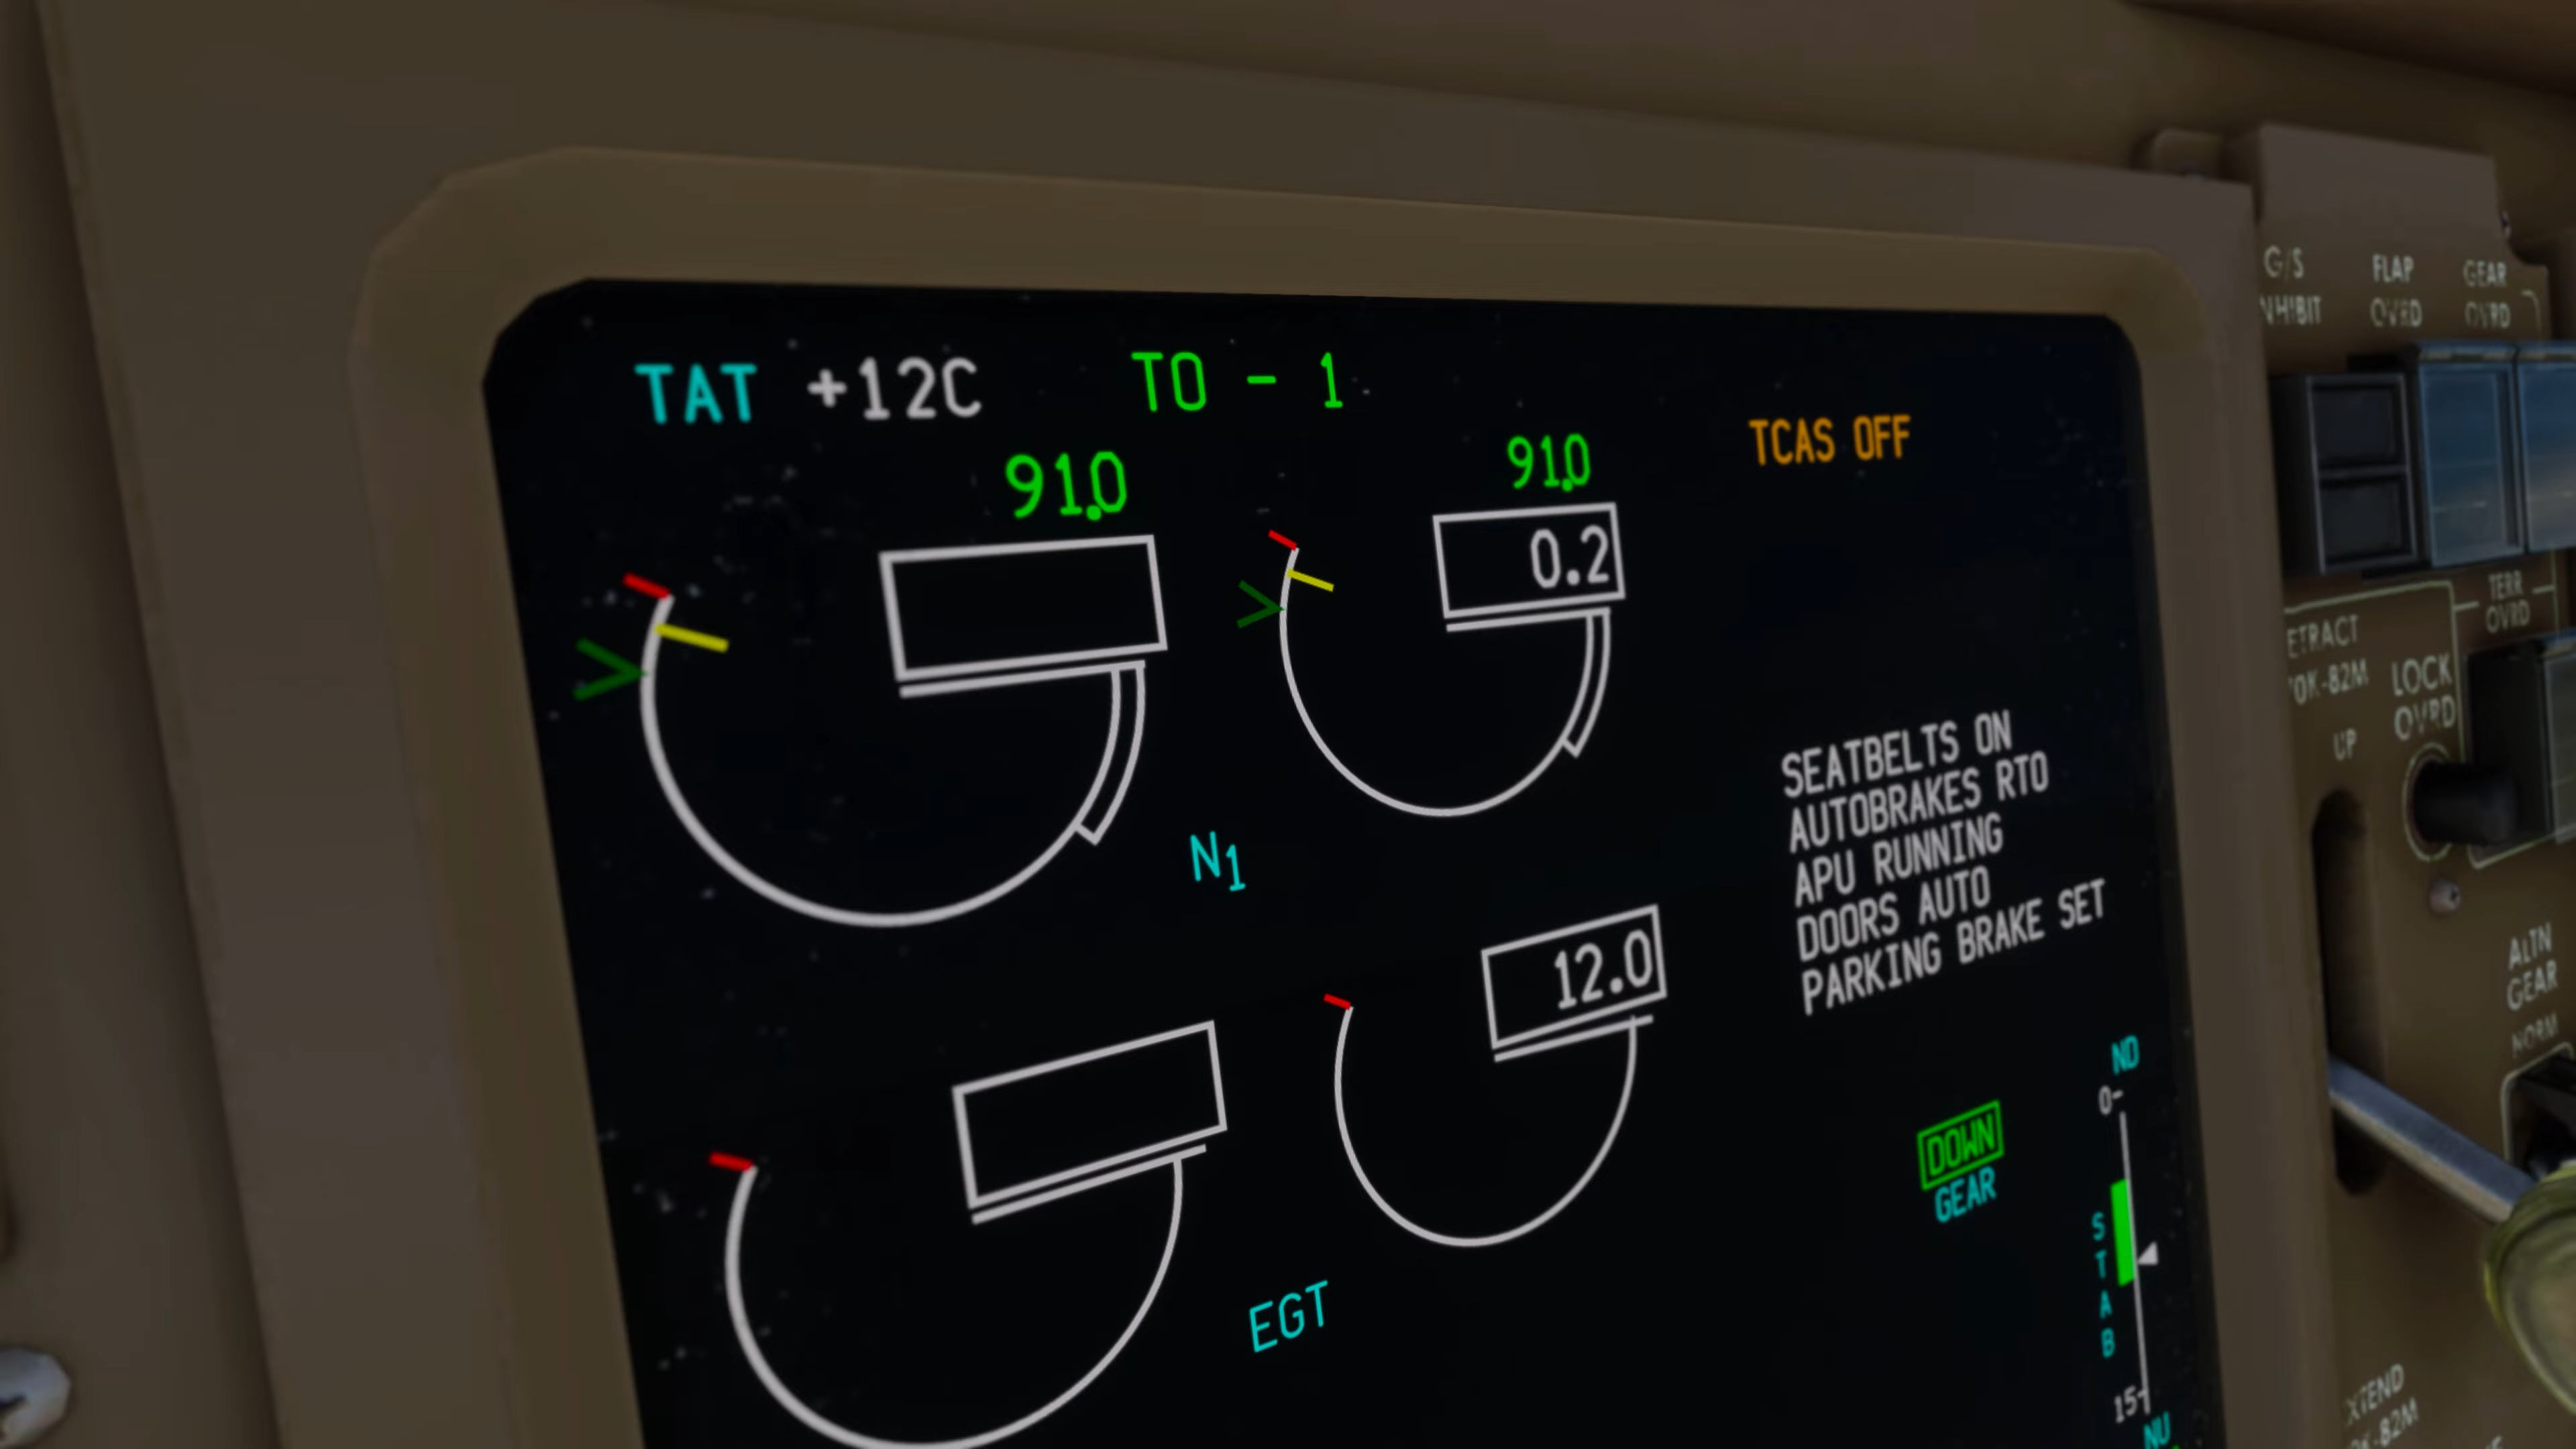 TAT +12C TO - 1
91.0 91.0 TCAS OFF
0.2
N1
SEATBELTS ON
AUTOBRAKES RTO
APU RUNNING
DOORS AUTO
PARKING BRAKE SET
12.0
EGT
DOWN
GEAR
ND
0-
STAB
15-
NU
G/S FLAP GEAR
OVRD OVRD
TERR
OVRD
LOCK
OVRD
UP
ALTN
GEAR
NORM